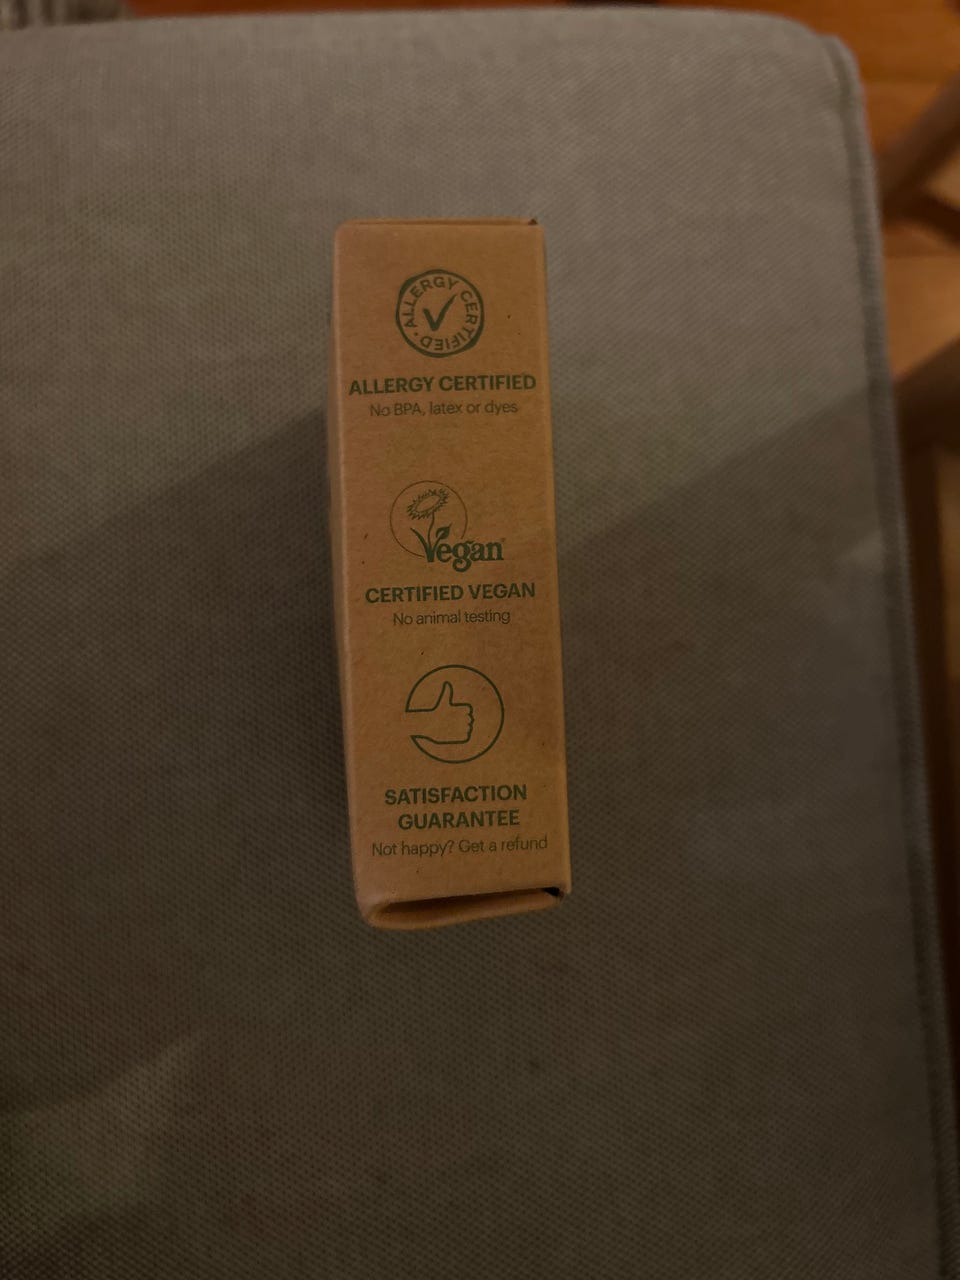 ALLERGY CERTIFIED · 
ALLERGY CERTIFIED
No BPA, latex or dyes
Vegan
CERTIFIED VEGAN
No animal testing
SATISFACTION
GUARANTEE
Not happy? Get a refund